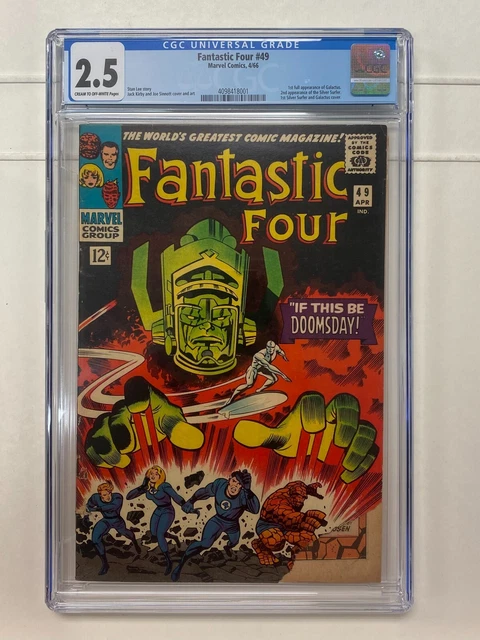 CGC UNIVERSAL GRADE
2.5
CREAM TO OFF-WHITE Pages
Fantastic Four #49
Marvel Comics, 4/66
Stan Lee story
Jack Kirby and Joe Sinnott cover and art
4098418001
1st full appearance of Galactus.
2nd appearance of the Silver Surfer.
1st Silver Surfer and Galactus cover.
CGC
THE WORLD'S GREATEST COMIC MAGAZINE!
APPROVED
BY THE
COMICS
CODE
AUTHORITY
Fantastic
Four
MARVEL
COMICS
GROUP
12¢
49
APR
IND.
"IF THIS BE
DOOMSDAY!